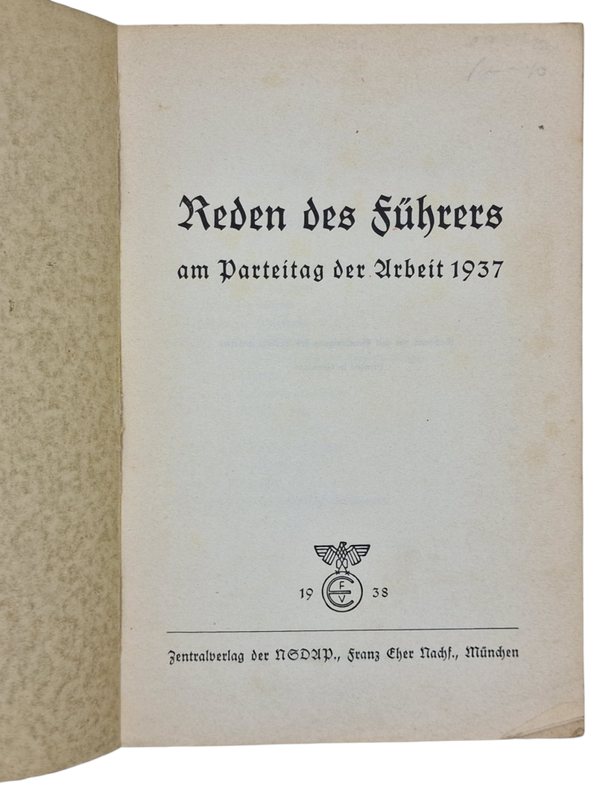 Reden des Führers
am Parteitag der Arbeit 1937
F
E
V
19 38
Zentralverlag der NSDAP., Franz Eher Nachf., München